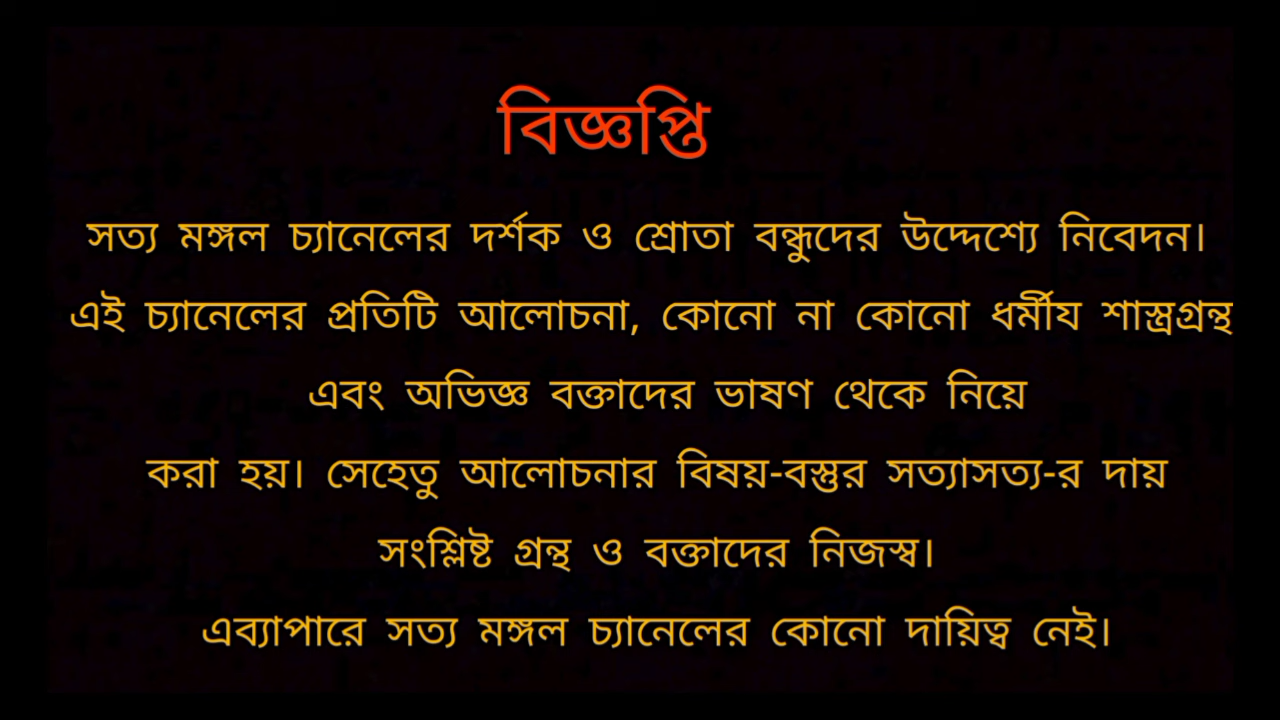 বিজ্ঞপ্তি
সত্য মঙ্গল চ্যানেলের দর্শক ও শ্রোতা বন্ধুদের উদ্দেশ্যে নিবেদন।
এই চ্যানেলের প্রতিটি আলোচনা, কোনো না কোনো ধর্মীয শাস্ত্রগ্রন্থ
এবং অভিজ্ঞ বক্তাদের ভাষণ থেকে নিয়ে
করা হয়। সেহেতু আলোচনার বিষয়-বস্তুর সত্যাসত্য-র দায়
সংশ্লিষ্ট গ্রন্থ ও বক্তাদের নিজস্ব।
এব্যাপারে সত্য মঙ্গল চ্যানেলের কোনো দায়িত্ব নেই।